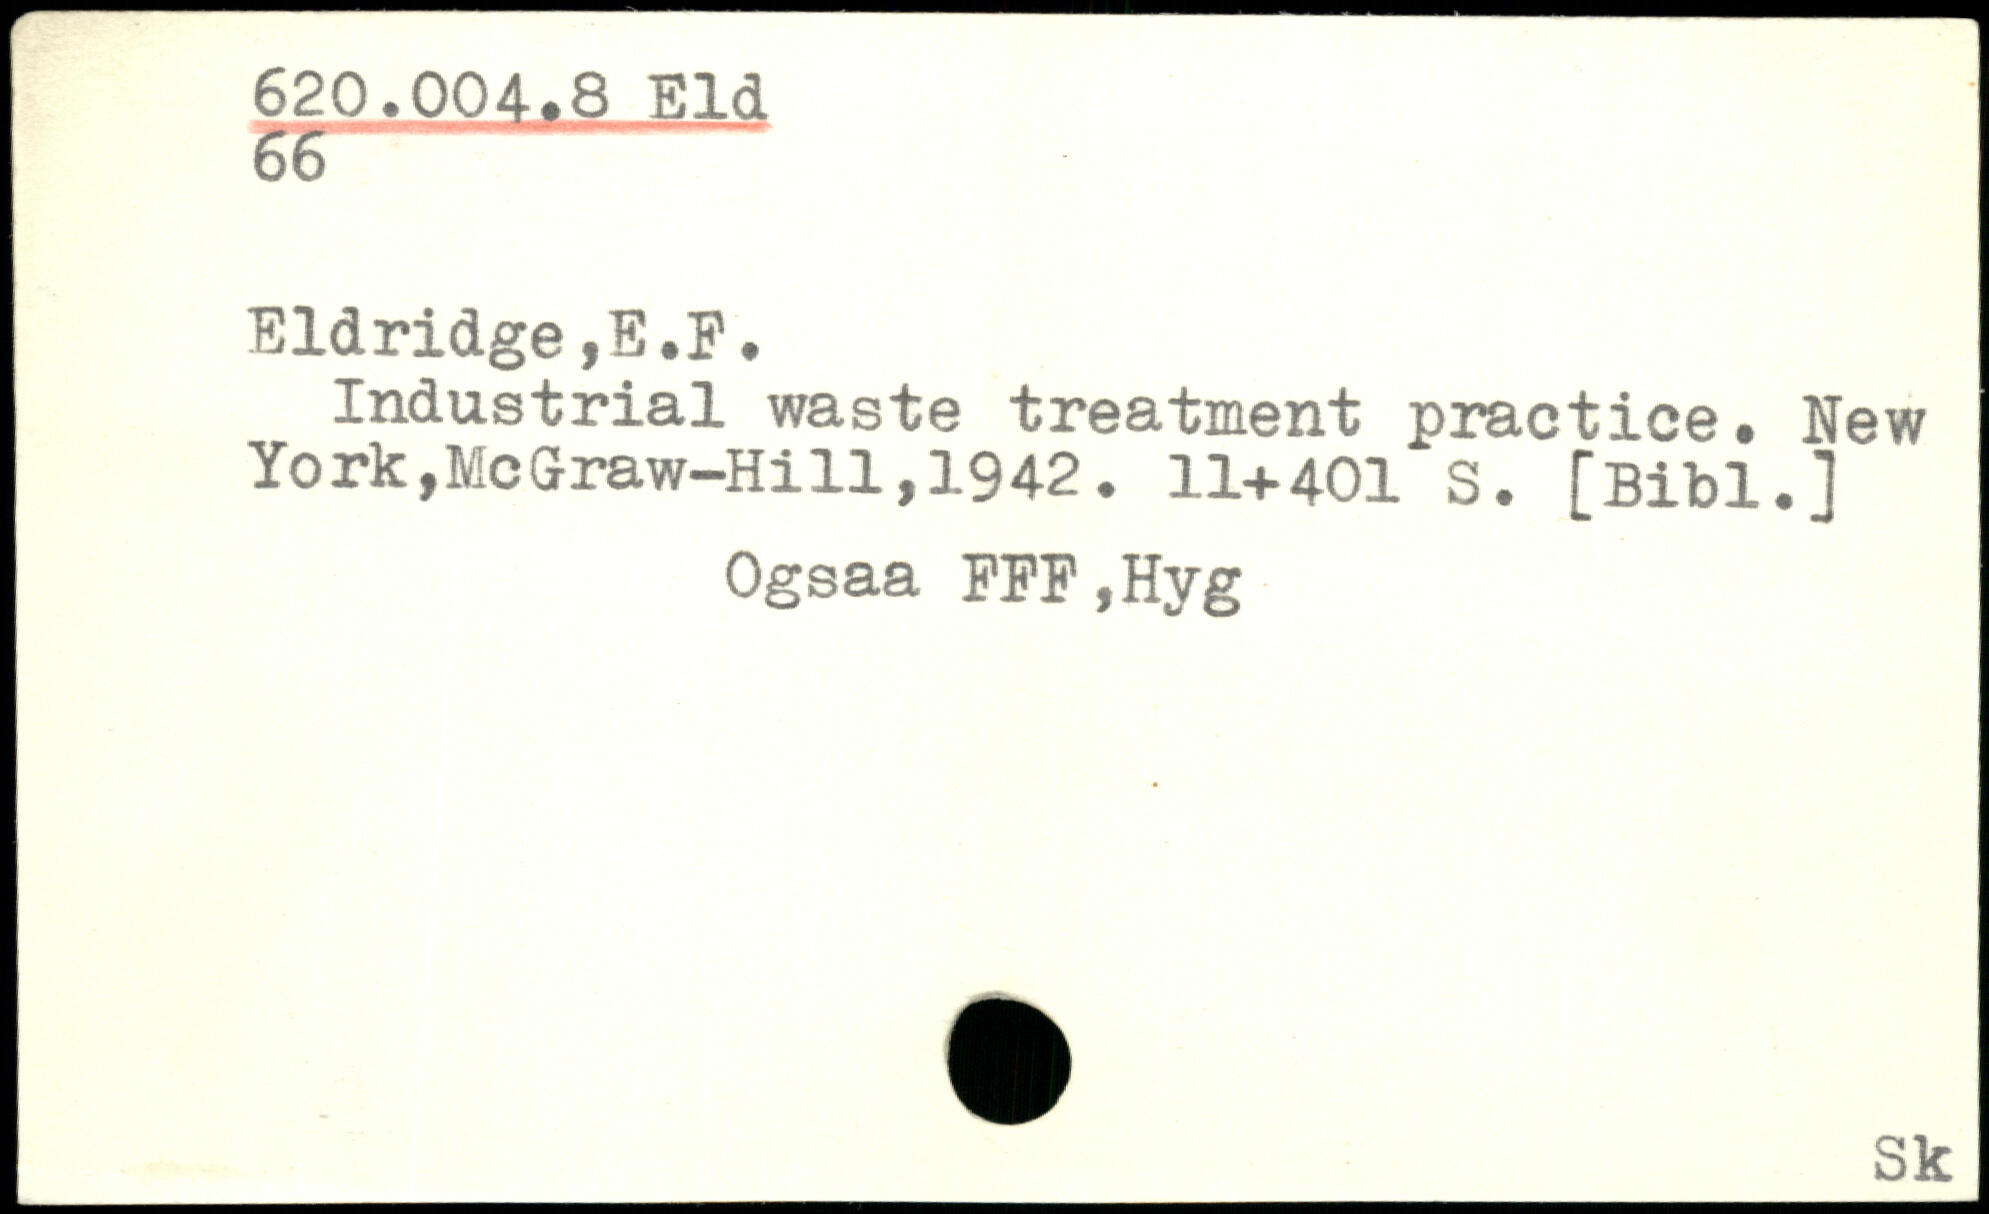 620.004.8 Eld
66
Eldridge,E.F.
Industrial waste treatment practice. New
York,McGraw-Hill,1942. 11+401 S. [Bibl.]
Ogsaa FFF,Hyg
Sk